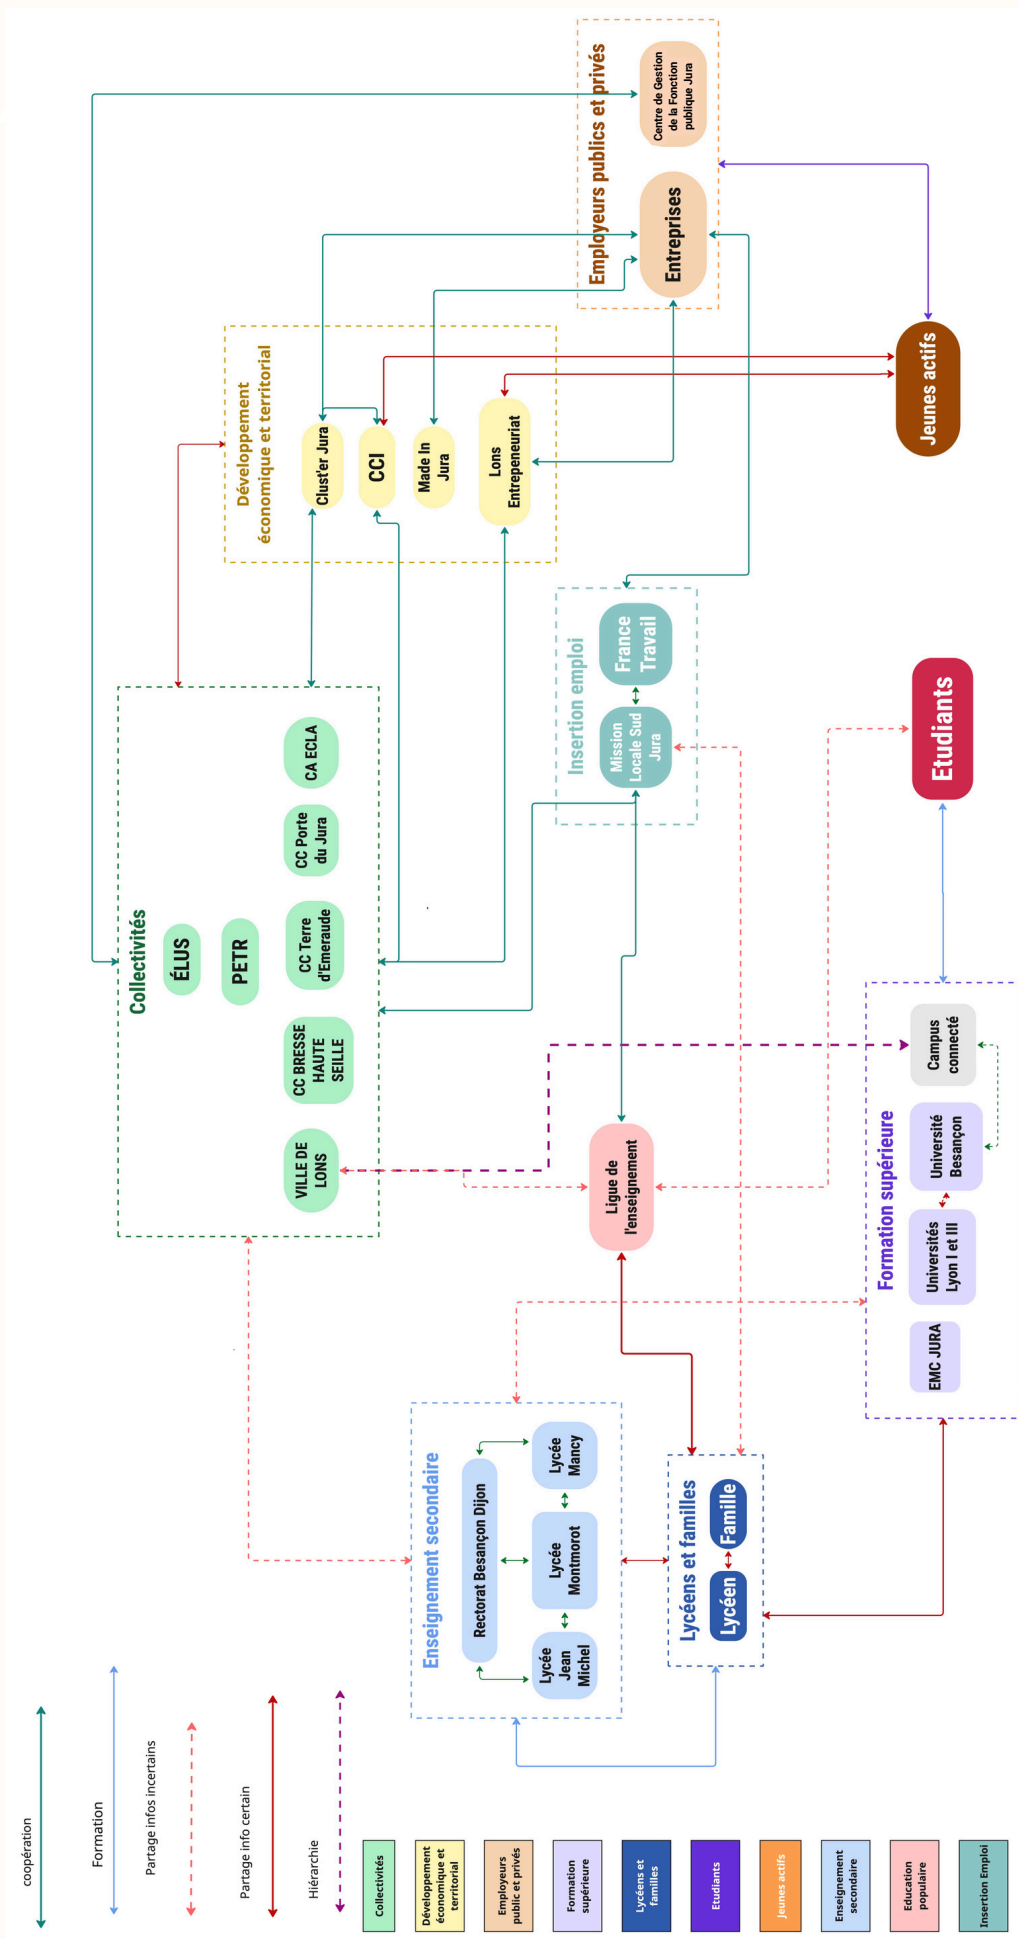 coopération
Formation
Partage infos incertains
Partage info certain
Hiérarchie
Collectivités
Développement
économique et
territorial
Employeurs
public et privés
Formation
supérieure
Lycéens et
familles
Etudiants
Jeunes actifs
Enseignement
secondaire
Education
populaire
Insertion Emploi
Collectivités
ÉLUS
PETR
VILLE DE
LONS
CC BRESSE
HAUTE
SEILLE
CC Terre
d'Emeraude
CC Porte
du Jura
CA ECLA
Développement
économique et territorial
Clust'er Jura
CCI
Made In
Jura
Lons
Entrepeneuriat
Employeurs publics et privés
Entreprises
Centre de Gestion
de la Fonction
publique Jura
Enseignement secondaire
Rectorat Besançon Dijon
Lycée
Jean
Michel
Lycée
Montmorot
Lycée
Mancy
Ligue de
l'enseignement
Insertion emploi
Mission
Locale Sud
Jura
France
Travail
Lycéens et familles
Lycéen
Famille
Formation supérieure
EMC JURA
Universités
Lyon I et III
Université
Besançon
Campus
connecté
Etudiants
Jeunes actifs